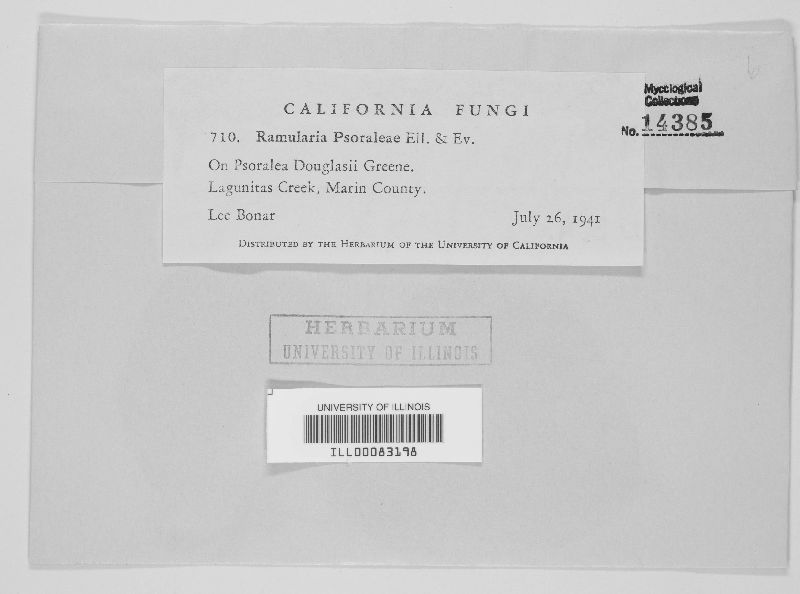 6
Mycological
Collections
No. 14385
CALIFORNIA FUNGI
710. Ramularia Psoraleae Ell. & Ev.
On Psoralea Douglasii Greene.
Lagunitas Creek, Marin County.
Lee Bonar July 26, 1941
DISTRIBUTED BY THE HERBARIUM OF THE UNIVERSITY OF CALIFORNIA
HERBARIUM
UNIVERSITY OF ILLINOIS
UNIVERSITY OF ILLINOIS
ILL00083198